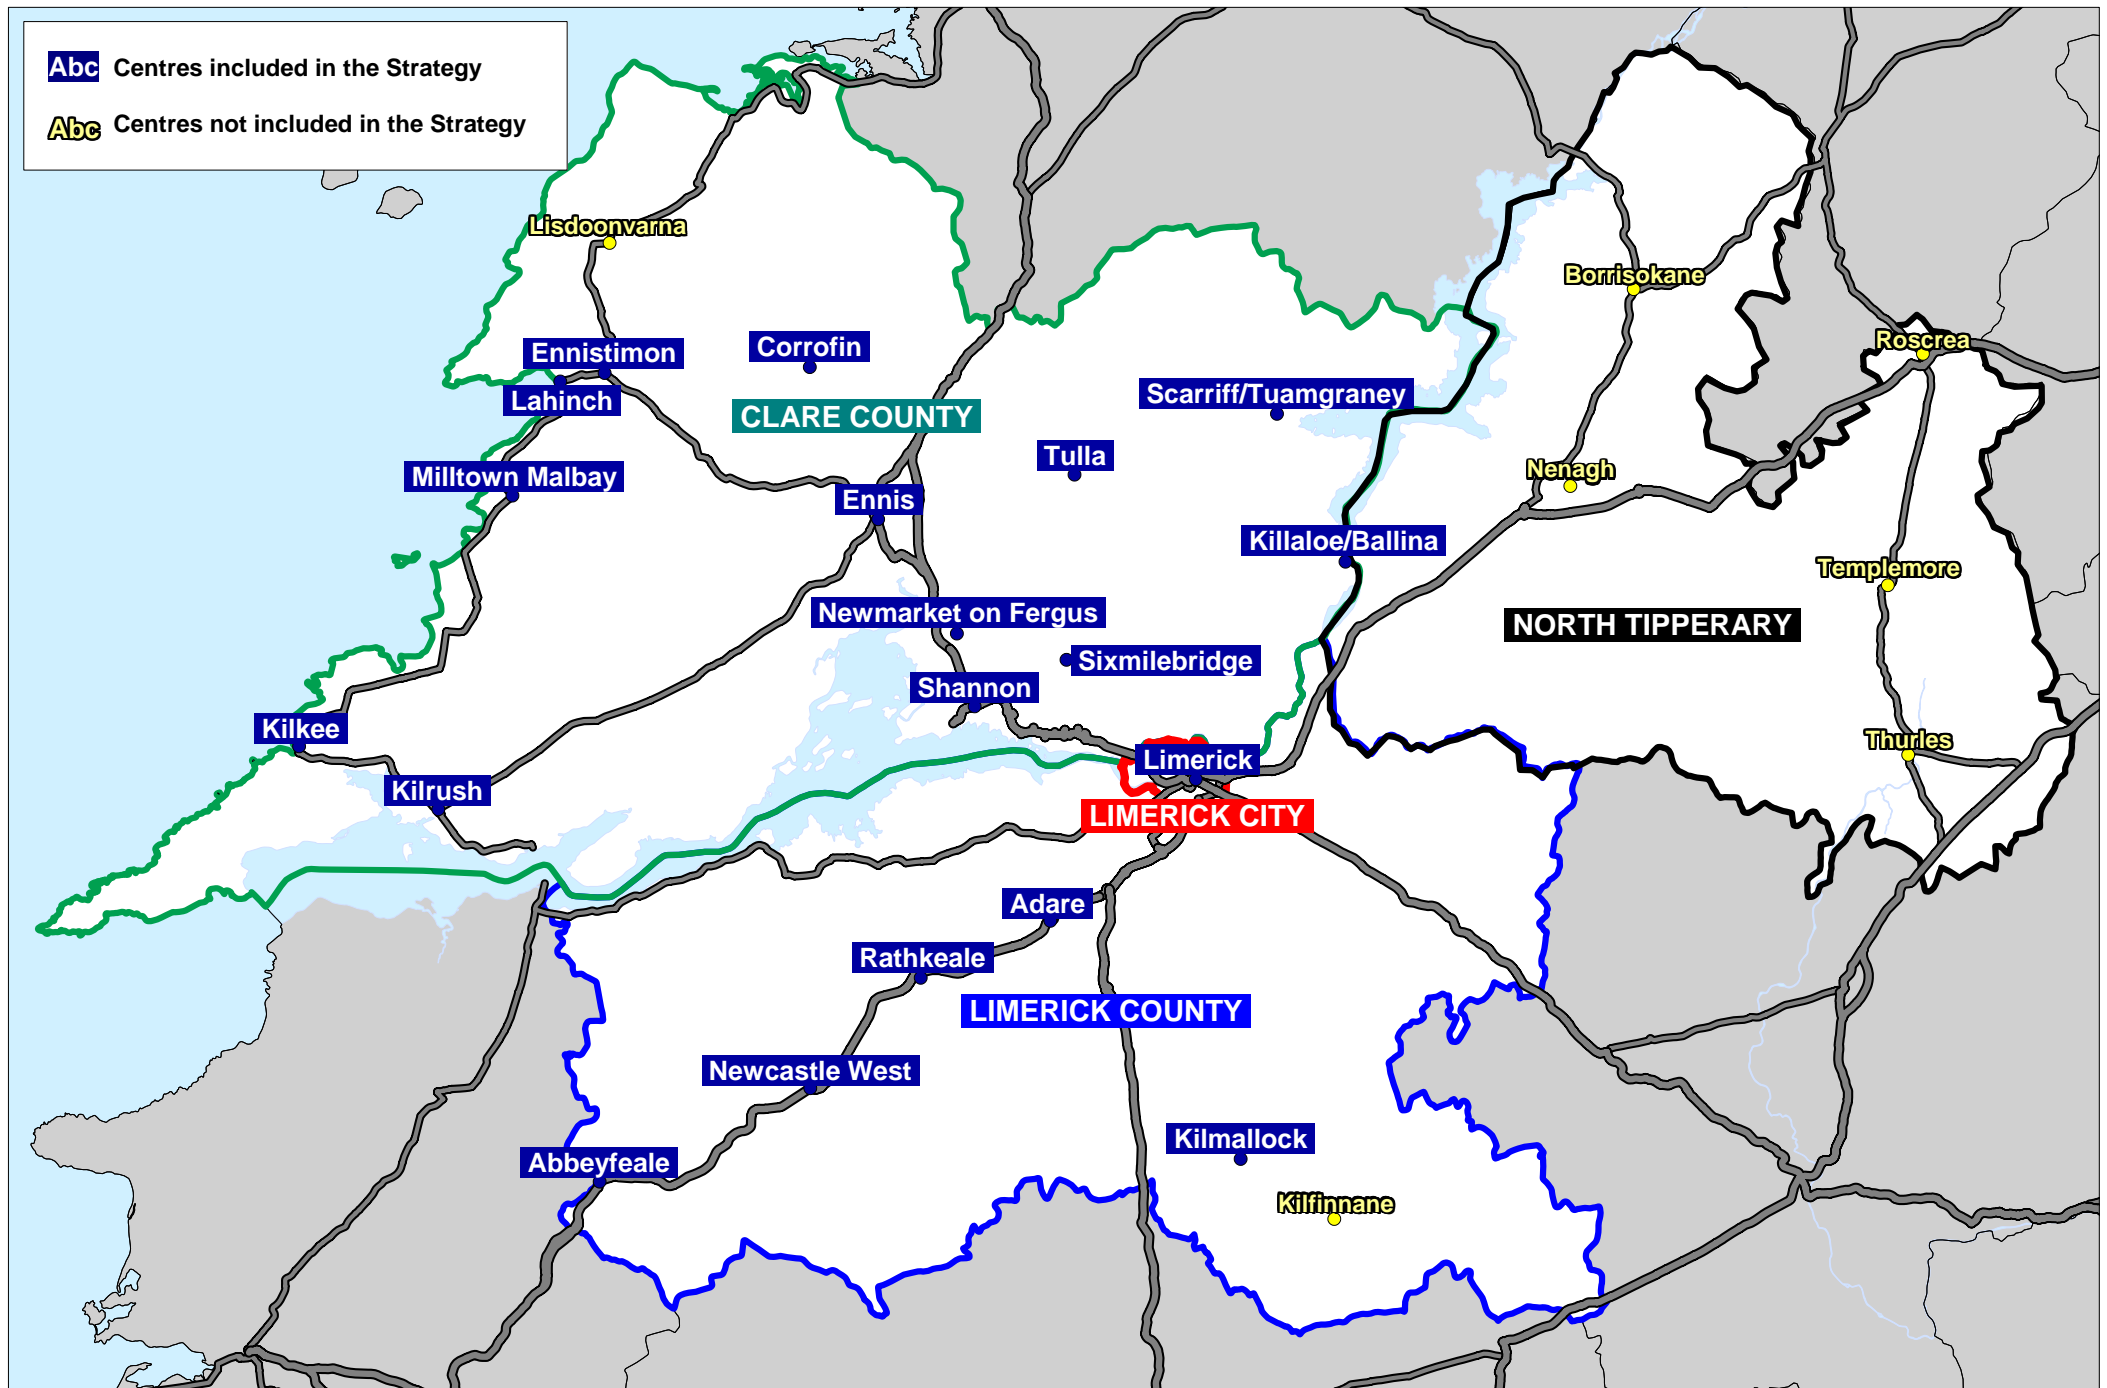 Abc Centres included in the Strategy
Abc Centres not included in the Strategy
Lisdoonvarna
Borrisokane
Roscrea
Ennistimon
Corrofin
Lahinch
Scarriff/Tuamgraney
CLARE COUNTY
Tulla
Nenagh
Milltown Malbay
Ennis
Killaloe/Ballina
Templemore
Newmarket on Fergus
NORTH TIPPERARY
Sixmilebridge
Shannon
Kilkee
Thurles
Limerick
Kilrush
LIMERICK CITY
Adare
Rathkeale
LIMERICK COUNTY
Newcastle West
Kilmallock
Abbeyfeale
Kilfinnane